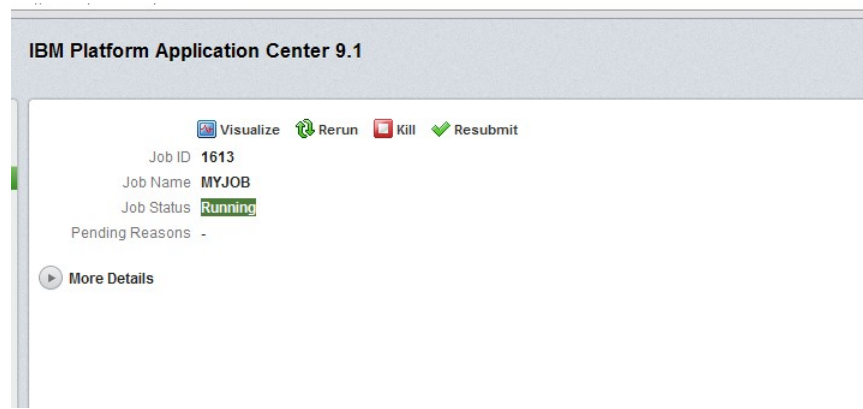 IBM Platform Application Center 9.1
Visualize Rerun Kill Resubmit
Job ID 1613
Job Name MYJOB
Job Status Running
Pending Reasons -
More Details